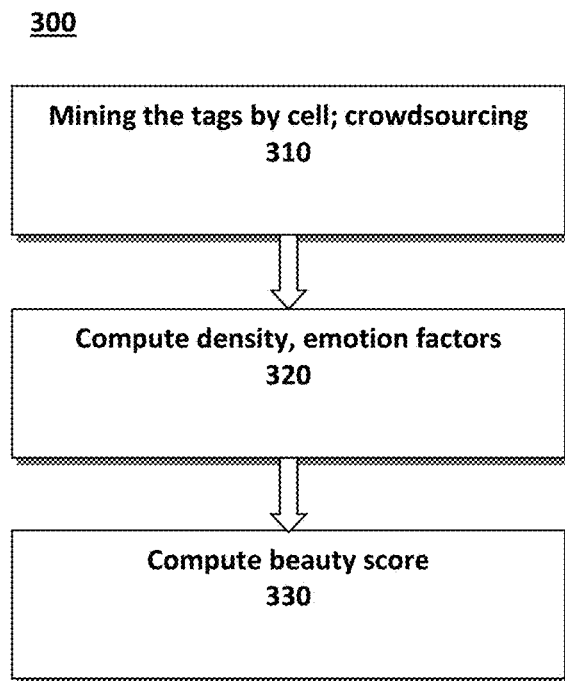 300
Mining the tags by cell; crowdsourcing
310
Compute density, emotion factors
320
Compute beauty score
330